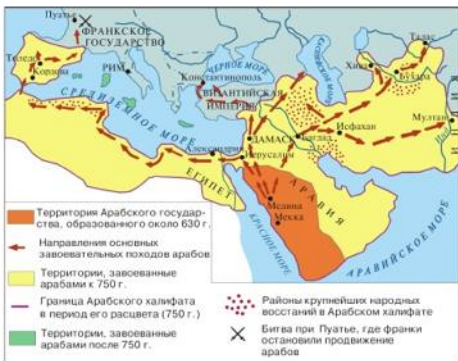 Пуатье
ФРАНКСКОЕ
ГОСУДАРСТВО
Толедо
Кордова
РИМ
ЧЕРНОЕ МОРЕ
Константинополь
ВИЗАНТИЙСКАЯ
ИМПЕРИЯ
КАСПИЙСКОЕ МОРЕ
Талас
Хива
Бухара
СРЕДИЗЕМНОЕ МОРЕ
ДАМАСК
Багдад
Исфахан
Мултан
Инд
Александрия
Иерусалим
ЕГИПЕТ
АРАВИЯ
Медина
Мекка
КРАСНОЕ МОРЕ
АРАВИЙСКОЕ МОРЕ
Территория Арабского государ-
ства, образованного около 630 г.
Направления основных
завоевательных походов арабов
Территории, завоеванные
арабами к 750 г.
Граница Арабского халифата
в период его расцвета (750 г.)
Территории, завоеванные
арабами после 750 г.
Районы крупнейших народных
восстаний в Арабском
халифате
Битва при Пуатье, где франки
остановили продвижение
арабов